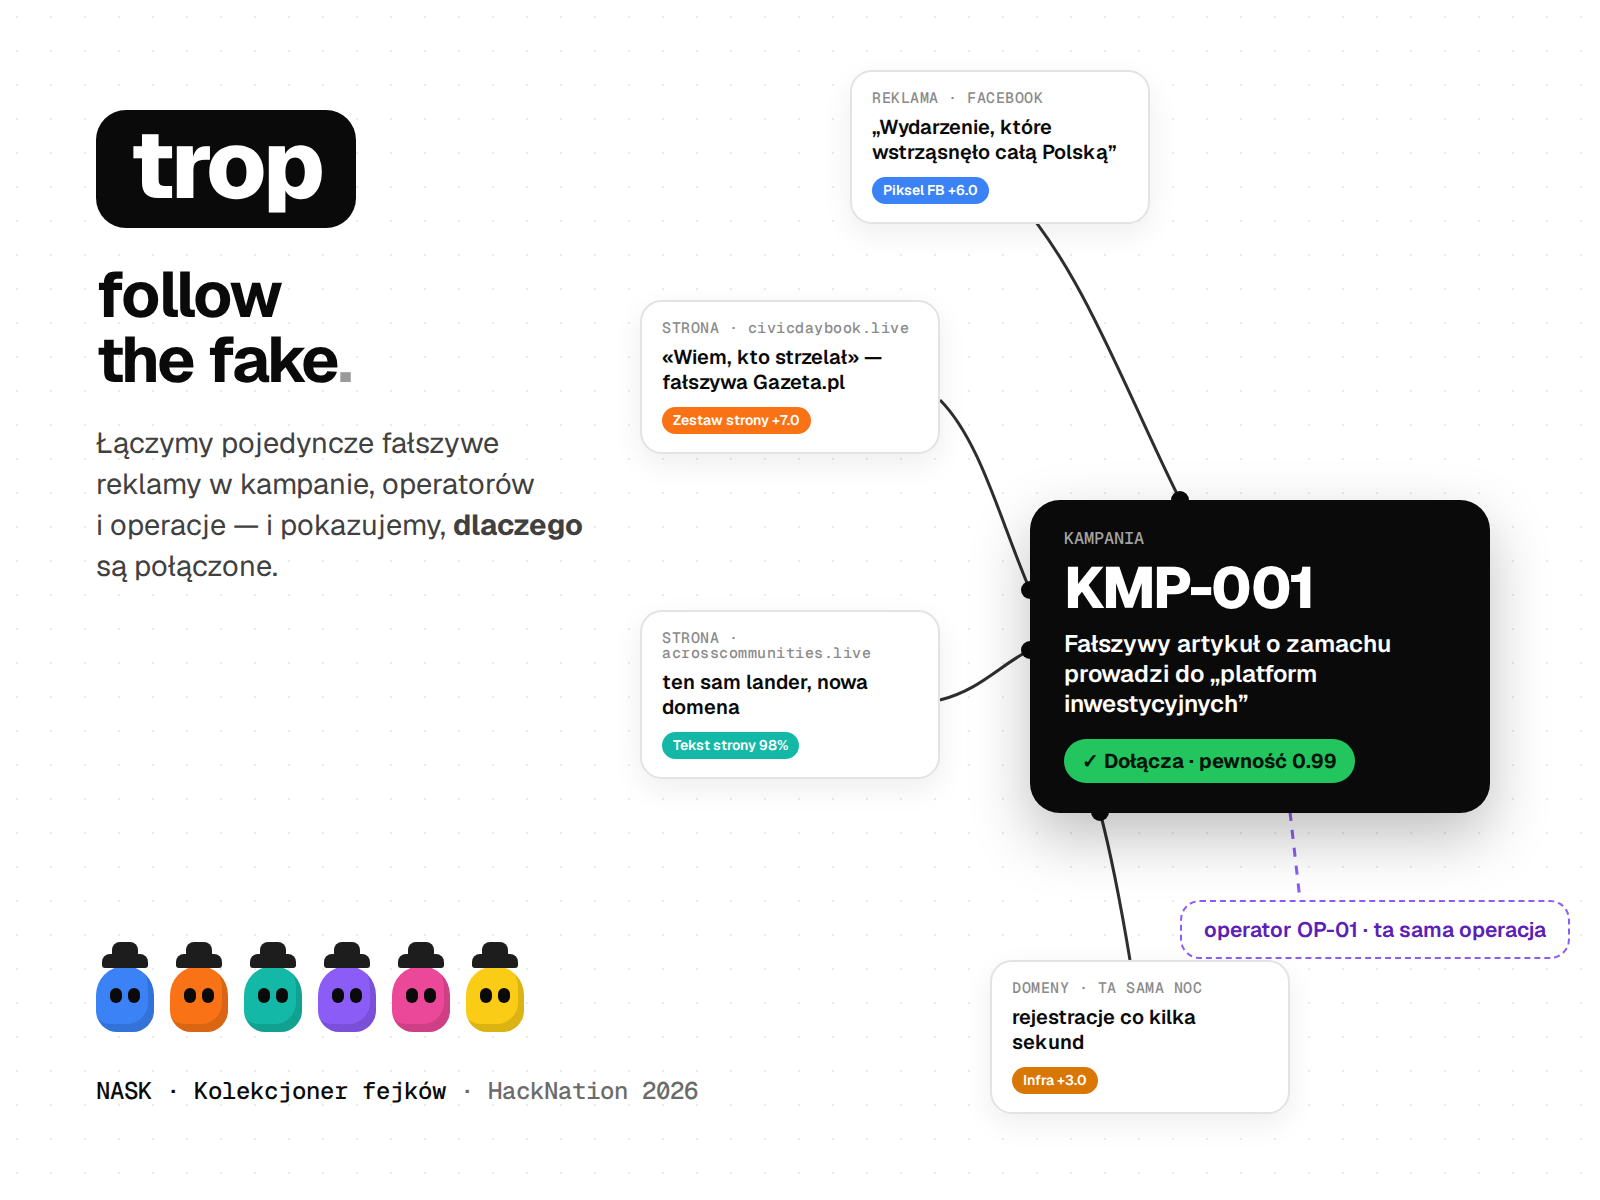 trop
follow
the fake.
Łączymy pojedyncze fałszywe
reklamy w kampanie, operatorów
i operacje — i pokazujemy, dlaczego
są połączone.
REKLAMA · FACEBOOK
„Wydarzenie, które
wstrząsnęło całą Polską”
Piksel FB +6.0
STRONA · civicdaybook.live
«Wiem, kto strzelał» —
fałszywa Gazeta.pl
Zestaw strony +7.0
STRONA ·
acrosscommunities.live
ten sam lander, nowa
domena
Tekst strony 98%
KAMPANIA
KMP-001
Fałszywy artykuł o zamachu
prowadzi do „platform
inwestycyjnych”
✓ Dołącza · pewność 0.99
operator OP-01 · ta sama operacja
DOMENY · TA SAMA NOC
rejestracje co kilka
sekund
Infra +3.0
NASK · Kolekcjoner fejków · HackNation 2026